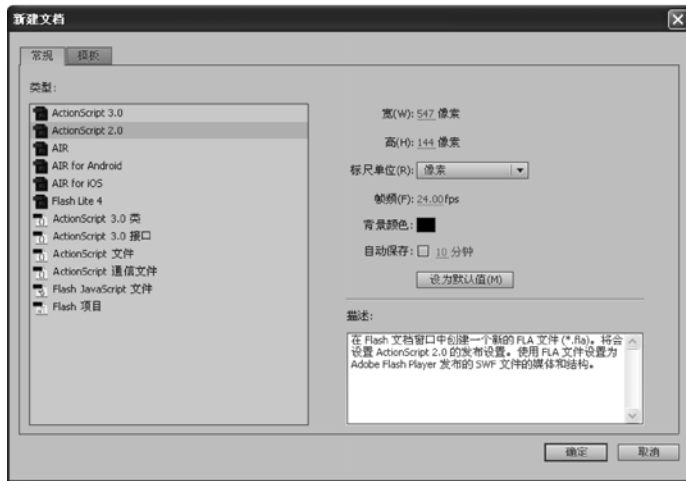 新建文档
常规 模板
类型:
ActionScript 3.0
ActionScript 2.0
AIR
AIR for Android
AIR for iOS
Flash Lite 4
ActionScript 3.0 类
ActionScript 3.0 接口
ActionScript 文件
ActionScript 通信文件
Flash JavaScript 文件
Flash 项目
宽(W): 547 像素
高(H): 144 像素
标尺单位(R): 像素
帧频(F): 24.00 fps
背景颜色:
自动保存: 10 分钟
设为默认值(M)
描述:
在 Flash 文档窗口中创建一个新的 FLA 文件 (*.fla)。将会
设置 ActionScript 2.0 的发布设置。使用 FLA 文件设置为
Adobe Flash Player 发布的 SWF 文件的媒体和结构。
确定 取消